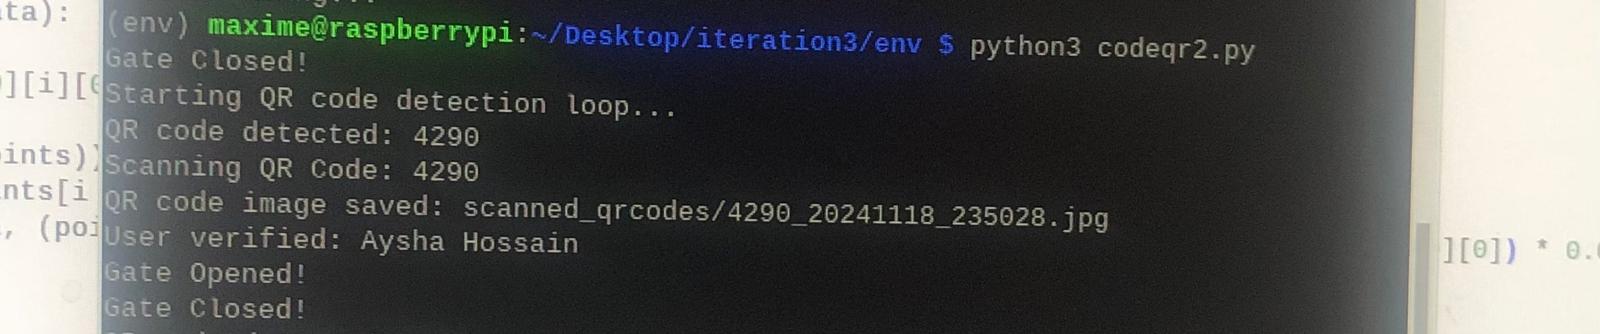 ata):
(env) maxime@raspberrypi:~/Desktop/iteration3/env $ python3 codeqr2.py
Gate Closed!
][i][
Starting QR code detection loop...
QR code detected: 4290
ints))
Scanning QR Code: 4290
nts[i
QR code image saved: scanned_qrcodes/4290_20241118_235028.jpg
, (poi
User verified: Aysha Hossain
][0]) * 0.
Gate Opened!
Gate Closed!